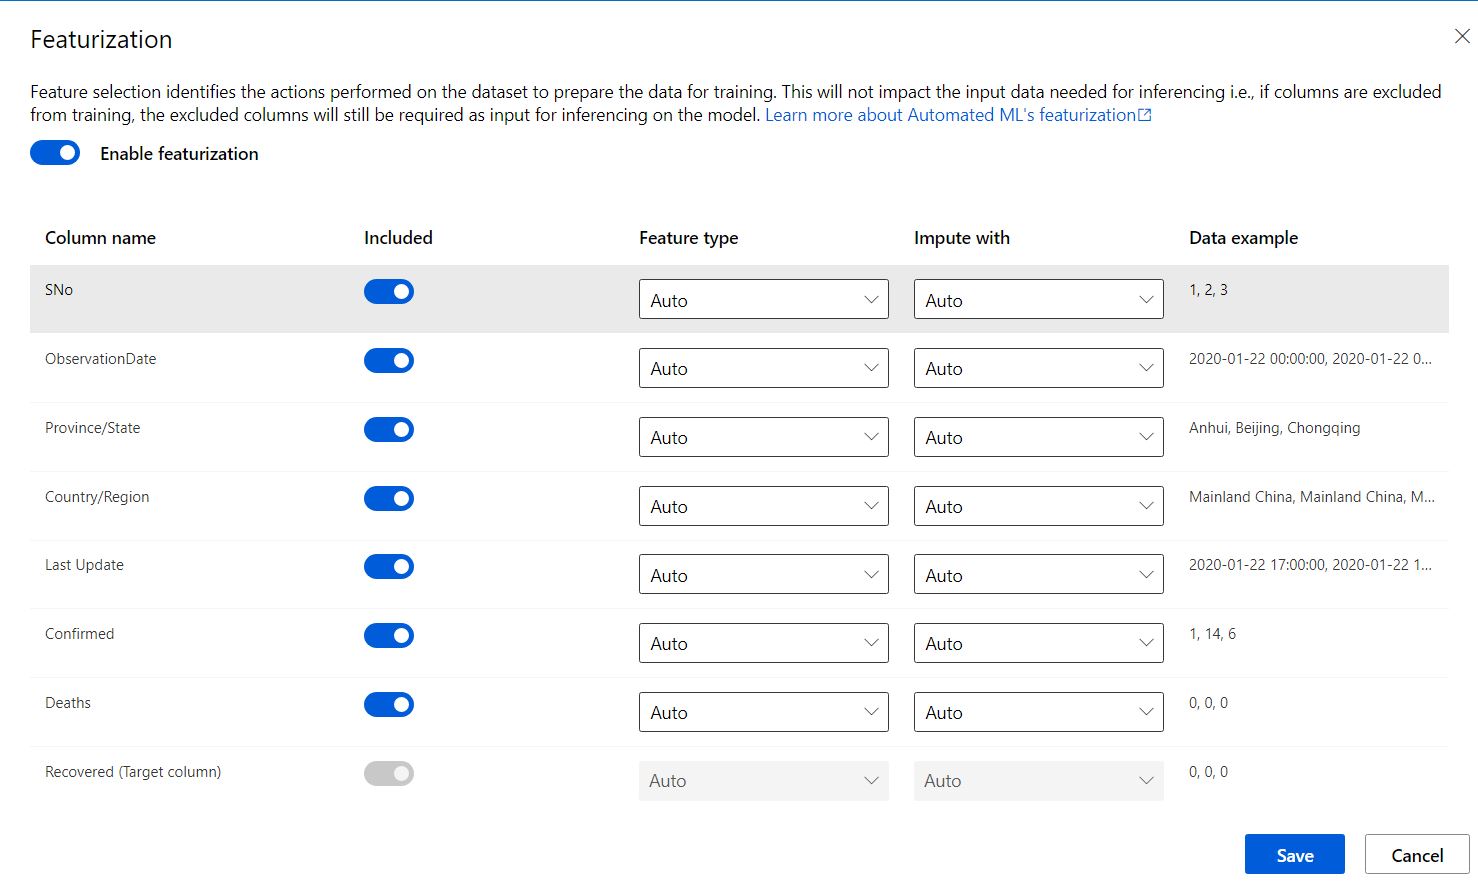 Featurization
Feature selection identifies the actions performed on the dataset to prepare the data for training. This will not impact the input data needed for inferencing i.e., if columns are excluded
from training, the excluded columns will still be required as input for inferencing on the model. Learn more about Automated ML's featurization
Enable featurization
Column name Included Feature type Impute with Data example
SNo Auto Auto 1, 2, 3
ObservationDate Auto Auto 2020-01-22 00:00:00, 2020-01-22 0...
Province/State Auto Auto Anhui, Beijing, Chongqing
Country/Region Auto Auto Mainland China, Mainland China, M...
Last Update Auto Auto 2020-01-22 17:00:00, 2020-01-22 1...
Confirmed Auto Auto 1, 14, 6
Deaths Auto Auto 0, 0, 0
Recovered (Target column) Auto Auto 0, 0, 0
Save Cancel